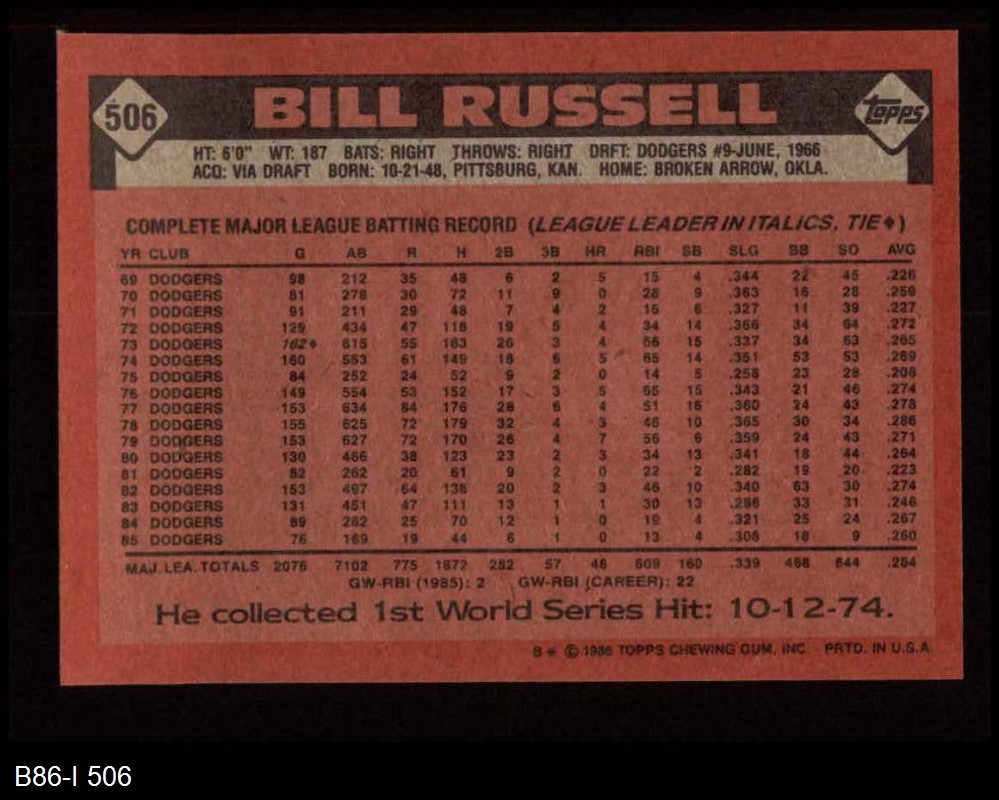 506 BILL RUSSELL topps
HT: 6'0" WT: 187 BATS: RIGHT THROWS: RIGHT DRFT: DODGERS #9-JUNE, 1966
ACQ: VIA DRAFT BORN: 10-21-48, PITTSBURG, KAN. HOME: BROKEN ARROW, OKLA.
COMPLETE MAJOR LEAGUE BATTING RECORD (LEAGUE LEADER IN ITALICS, TIE♦)
YR CLUB G AB R H 2B 3B HR RBI SB SLG BB SO AVG
69 DODGERS 98 212 35 48 6 2 5 15 4 .344 22 45 .226
70 DODGERS 81 278 30 72 11 9 0 28 9 .363 16 28 .259
71 DODGERS 91 211 29 48 7 4 2 15 6 .327 11 39 .227
72 DODGERS 129 434 47 118 19 5 4 34 14 .366 34 64 .272
73 DODGERS 162♦ 615 55 163 26 3 4 56 15 .337 34 63 .265
74 DODGERS 160 553 61 149 18 6 5 65 14 .351 53 53 .269
75 DODGERS 84 252 24 52 9 2 0 14 5 .258 23 28 .206
76 DODGERS 149 554 53 152 17 3 5 65 15 .343 21 46 .274
77 DODGERS 153 634 84 176 28 6 4 51 16 .360 24 43 .278
78 DODGERS 155 625 72 179 32 4 3 46 10 .365 30 34 .286
79 DODGERS 153 627 72 170 26 4 7 56 6 .359 24 43 .271
80 DODGERS 130 466 38 123 23 2 3 34 13 .341 18 44 .264
81 DODGERS 82 262 20 61 9 2 0 22 2 .282 19 20 .223
82 DODGERS 153 497 64 136 20 2 3 46 10 .340 63 30 .274
83 DODGERS 131 451 47 111 13 1 1 30 13 .286 33 31 .246
84 DODGERS 89 262 25 70 12 1 0 19 4 .321 25 24 .267
85 DODGERS 76 169 19 44 6 1 0 13 4 .308 18 9 .260
MAJ. LEA. TOTALS 2076 7102 775 1872 282 57 46 609 160 .339 468 644 .264
GW-RBI (1985): 2 GW-RBI (CAREER): 22
He collected 1st World Series Hit: 10-12-74.
B* © 1986 TOPPS CHEWING GUM, INC. PRTD. IN U.S.A.
B86-I 506